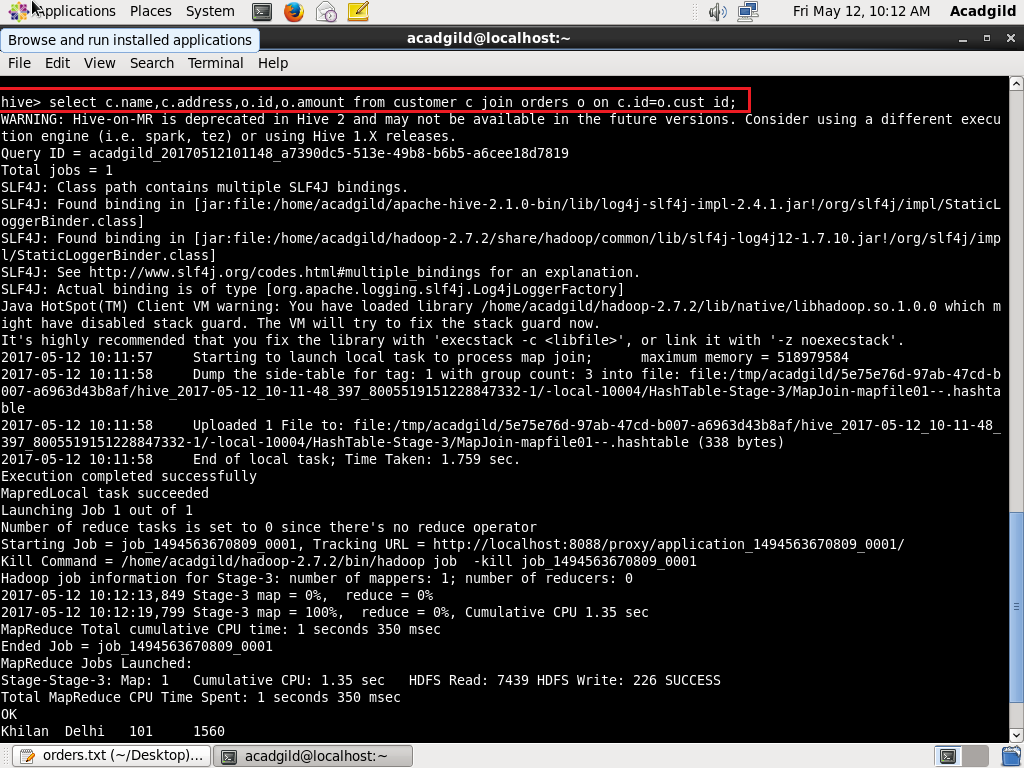 Applications Places System Fri May 12, 10:12 AM Acadgild
Browse and run installed applications
acadgild@localhost:~
File Edit View Search Terminal Help
hive> select c.name,c.address,o.id,o.amount from customer c join orders o on c.id=o.cust_id;
WARNING: Hive-on-MR is deprecated in Hive 2 and may not be available in the future versions. Consider using a different execu
tion engine (i.e. spark, tez) or using Hive 1.X releases.
Query ID = acadgild_20170512101148_a7390dc5-513e-49b8-b6b5-a6cee18d7819
Total jobs = 1
SLF4J: Class path contains multiple SLF4J bindings.
SLF4J: Found binding in [jar:file:/home/acadgild/apache-hive-2.1.0-bin/lib/log4j-slf4j-impl-2.4.1.jar!/org/slf4j/impl/StaticL
oggerBinder.class]
SLF4J: Found binding in [jar:file:/home/acadgild/hadoop-2.7.2/share/hadoop/common/lib/slf4j-log4j12-1.7.10.jar!/org/slf4j/imp
l/StaticLoggerBinder.class]
SLF4J: See http://www.slf4j.org/codes.html#multiple_bindings for an explanation.
SLF4J: Actual binding is of type [org.apache.logging.slf4j.Log4jLoggerFactory]
Java HotSpot(TM) Client VM warning: You have loaded library /home/acadgild/hadoop-2.7.2/lib/native/libhadoop.so.1.0.0 which m
ight have disabled stack guard. The VM will try to fix the stack guard now.
It's highly recommended that you fix the library with 'execstack -c <libfile>', or link it with '-z noexecstack'.
2017-05-12 10:11:57     Starting to launch local task to process map join;      maximum memory = 518979584
2017-05-12 10:11:58     Dump the side-table for tag: 1 with group count: 3 into file: file:/tmp/acadgild/5e75e76d-97ab-47cd-b
007-a6963d43b8af/hive_2017-05-12_10-11-48_397_8005519151228847332-1/-local-10004/HashTable-Stage-3/MapJoin-mapfile01--.hashta
ble
2017-05-12 10:11:58     Uploaded 1 File to: file:/tmp/acadgild/5e75e76d-97ab-47cd-b007-a6963d43b8af/hive_2017-05-12_10-11-48_
397_8005519151228847332-1/-local-10004/HashTable-Stage-3/MapJoin-mapfile01--.hashtable (338 bytes)
2017-05-12 10:11:58     End of local task; Time Taken: 1.759 sec.
Execution completed successfully
MapredLocal task succeeded
Launching Job 1 out of 1
Number of reduce tasks is set to 0 since there's no reduce operator
Starting Job = job_1494563670809_0001, Tracking URL = http://localhost:8088/proxy/application_1494563670809_0001/
Kill Command = /home/acadgild/hadoop-2.7.2/bin/hadoop job  -kill job_1494563670809_0001
Hadoop job information for Stage-3: number of mappers: 1; number of reducers: 0
2017-05-12 10:12:13,849 Stage-3 map = 0%,  reduce = 0%
2017-05-12 10:12:19,799 Stage-3 map = 100%,  reduce = 0%, Cumulative CPU 1.35 sec
MapReduce Total cumulative CPU time: 1 seconds 350 msec
Ended Job = job_1494563670809_0001
MapReduce Jobs Launched:
Stage-Stage-3: Map: 1   Cumulative CPU: 1.35 sec   HDFS Read: 7439 HDFS Write: 226 SUCCESS
Total MapReduce CPU Time Spent: 1 seconds 350 msec
OK
Khilan  Delhi   101     1560
orders.txt (~/Desktop)... acadgild@localhost:~